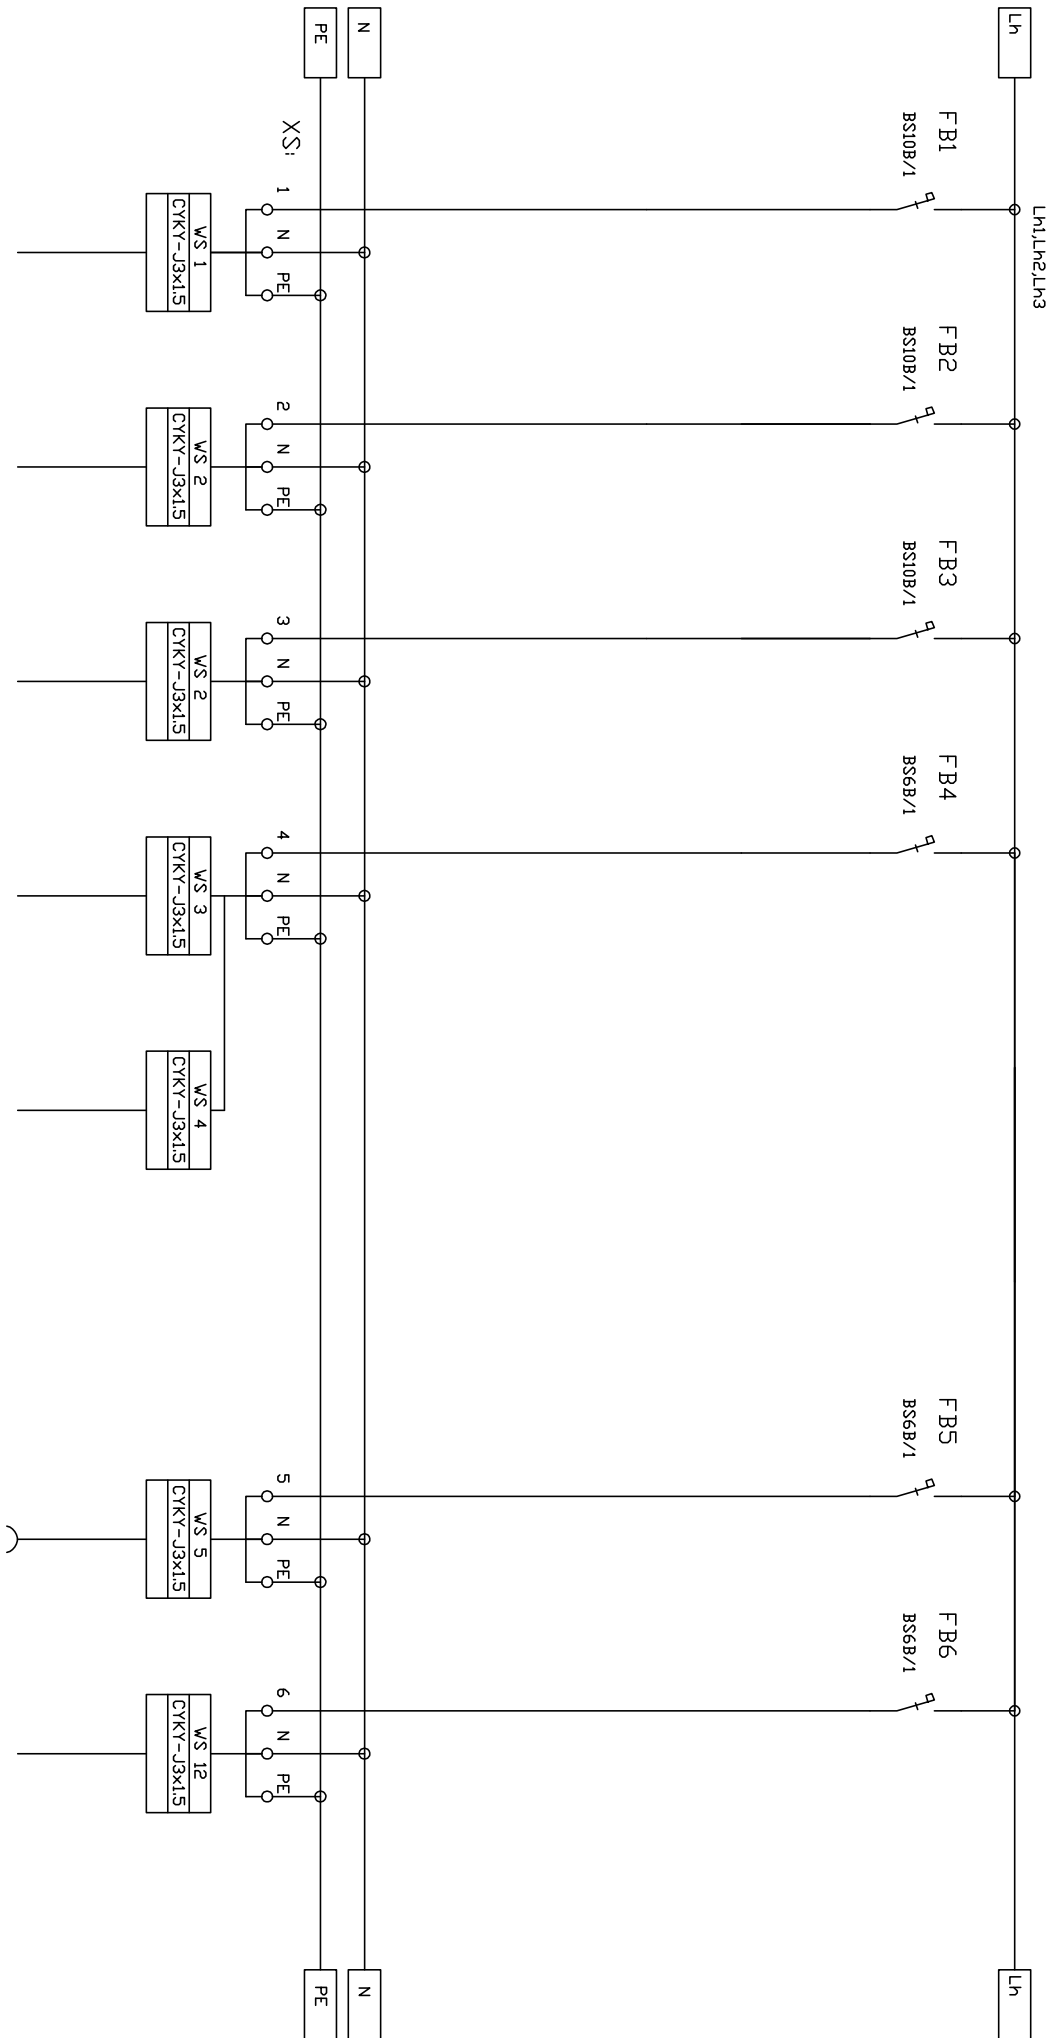 Lh
Lh1,Lh2,Lh3
Lh
FB1
BS10B/1
FB2
BS10B/1
FB3
BS10B/1
FB4
BS6B/1
FB5
BS6B/1
FB6
BS6B/1
N
N
PE
PE
XS:
1 N PE
2 N PE
3 N PE
4 N PE
5 N PE
6 N PE
WS 1
CYKY-J3x1.5
WS 2
CYKY-J3x1.5
WS 2
CYKY-J3x1.5
WS 3
CYKY-J3x1.5
WS 4
CYKY-J3x1.5
WS 5
CYKY-J3x1.5
WS 12
CYKY-J3x1.5